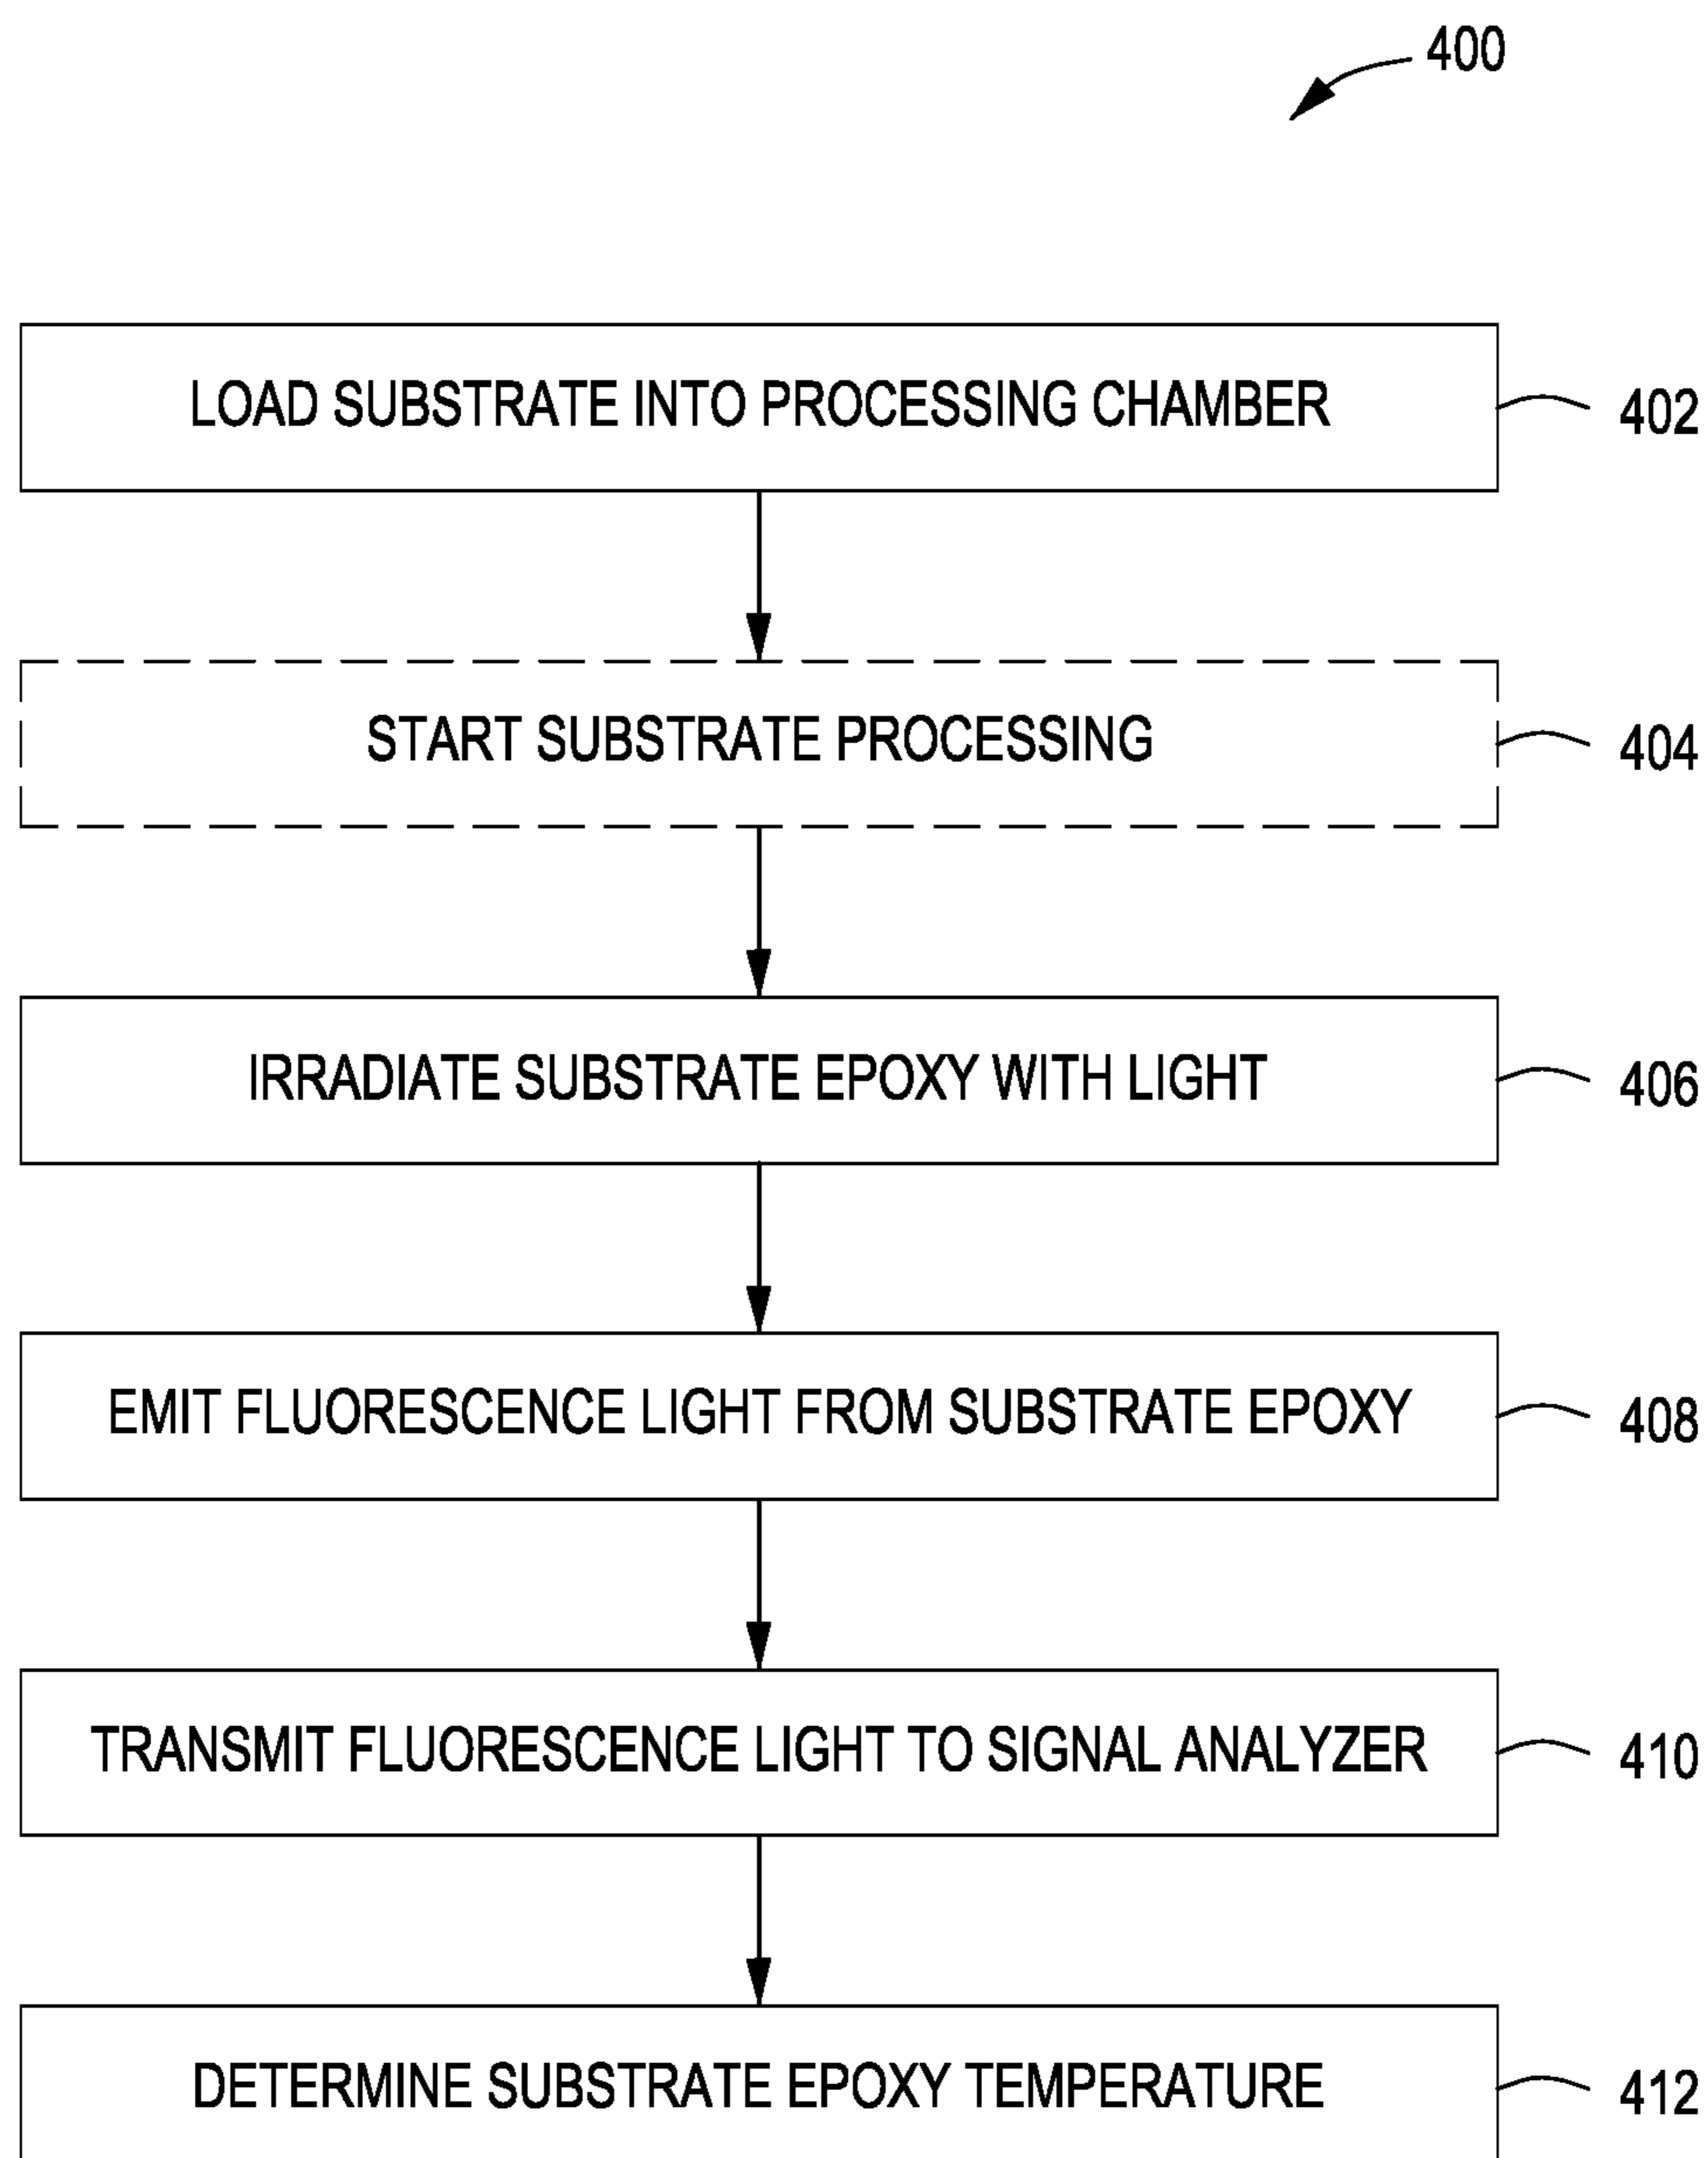 400
LOAD SUBSTRATE INTO PROCESSING CHAMBER
402
START SUBSTRATE PROCESSING
404
IRRADIATE SUBSTRATE EPOXY WITH LIGHT
406
EMIT FLUORESCENCE LIGHT FROM SUBSTRATE EPOXY
408
TRANSMIT FLUORESCENCE LIGHT TO SIGNAL ANALYZER
410
DETERMINE SUBSTRATE EPOXY TEMPERATURE
412